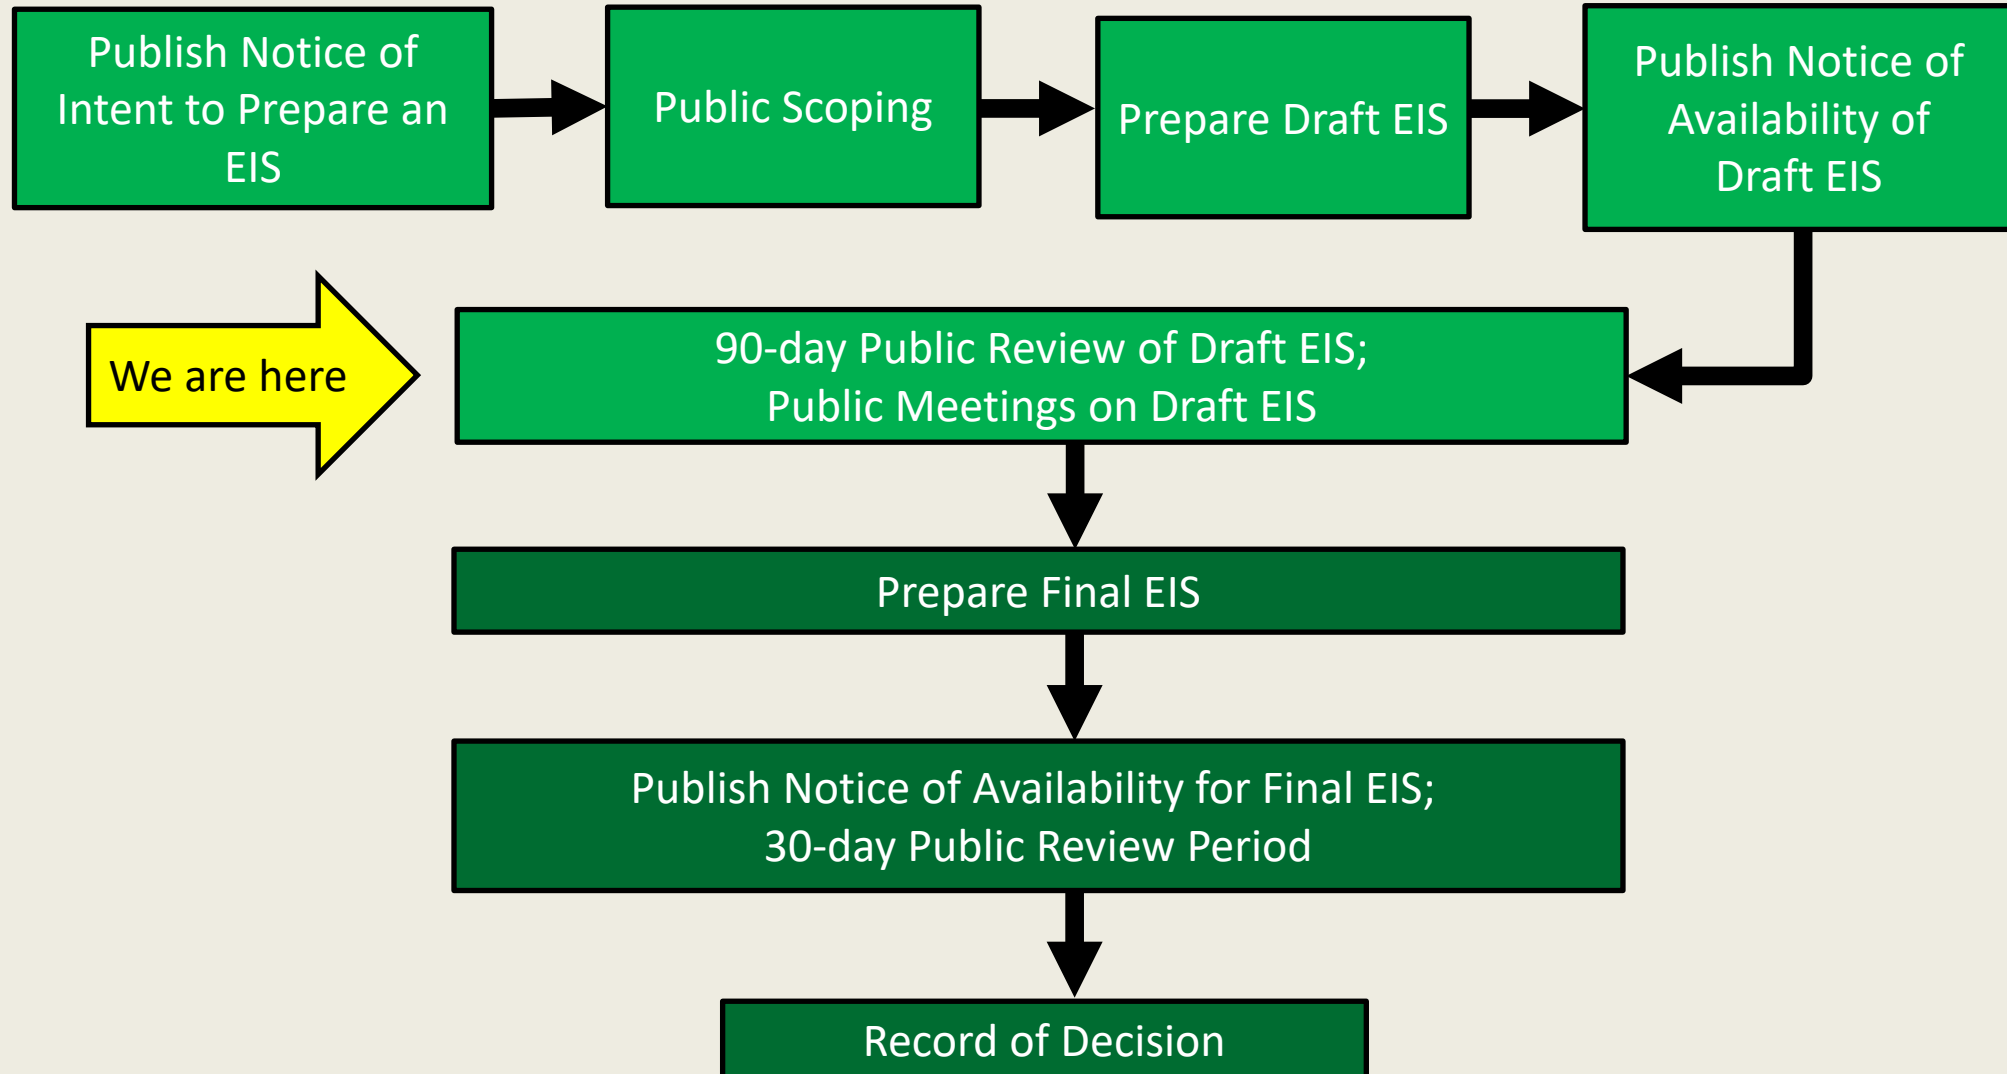 Publish Notice of
Intent to Prepare an
EIS
Public Scoping
Prepare Draft EIS
Publish Notice of
Availability of
Draft EIS
We are here
90-day Public Review of Draft EIS;
Public Meetings on Draft EIS
Prepare Final EIS
Publish Notice of Availability for Final EIS;
30-day Public Review Period
Record of Decision